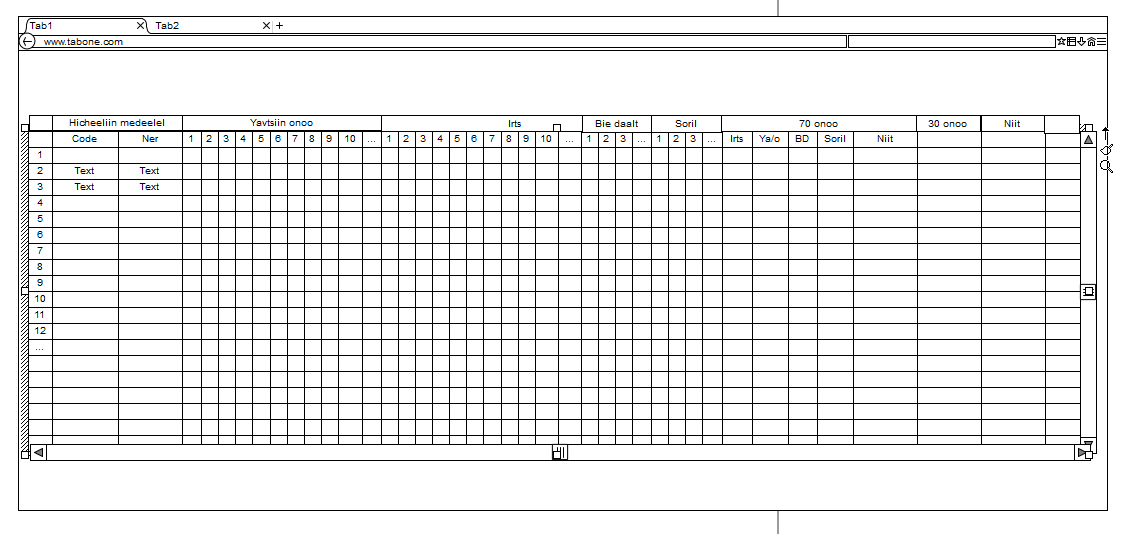 Tab1 Tab2
www.tabone.com
Hicheeliin medeelel Yavtsiin onoo Irts Bie daalt Soril 70 onoo 30 onoo Niit
Code Ner 1 2 3 4 5 6 7 8 9 10 ... 1 2 3 4 5 6 7 8 9 10 ... 1 2 3 ... 1 2 3 ... Irts Ya/o BD Soril Niit
1
2 Text Text
3 Text Text
4
5
6
7
8
9
10
11
12
...